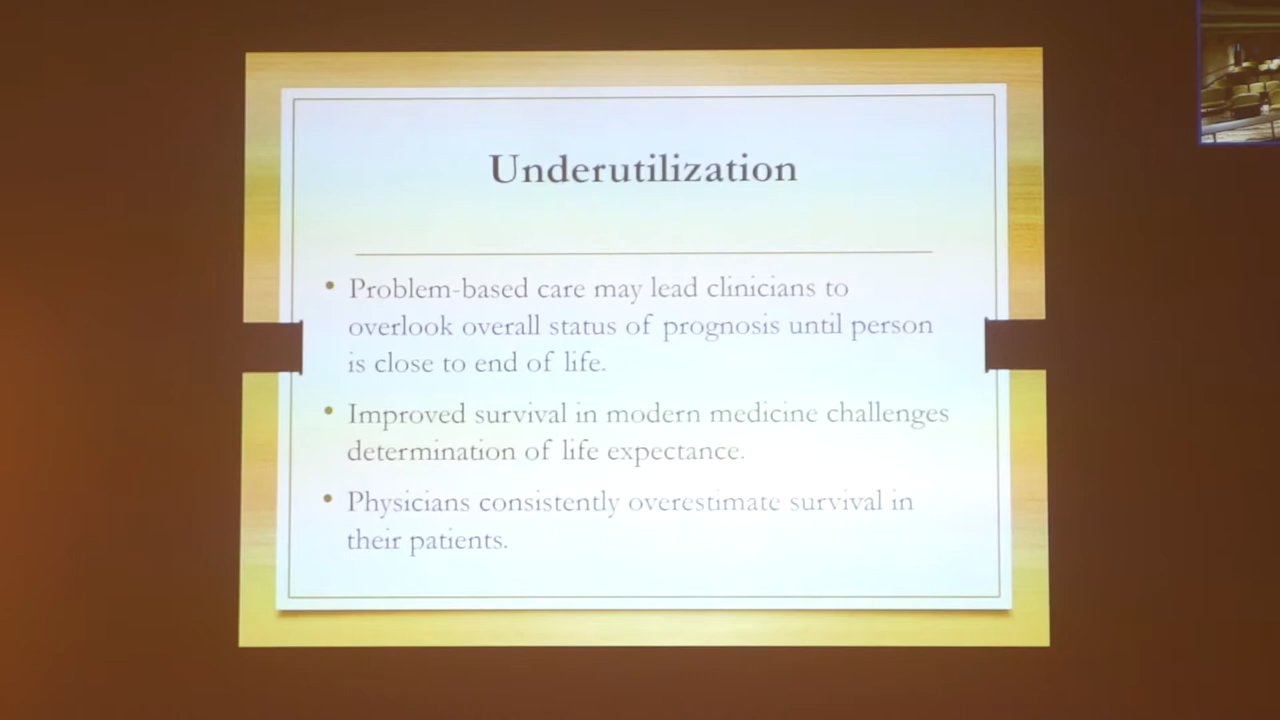 Underutilization
• Problem-based care may lead clinicians to
overlook overall status of prognosis until person
is close to end of life.
• Improved survival in modern medicine challenges
determination of life expectance.
• Physicians consistently overestimate survival in
their patients.